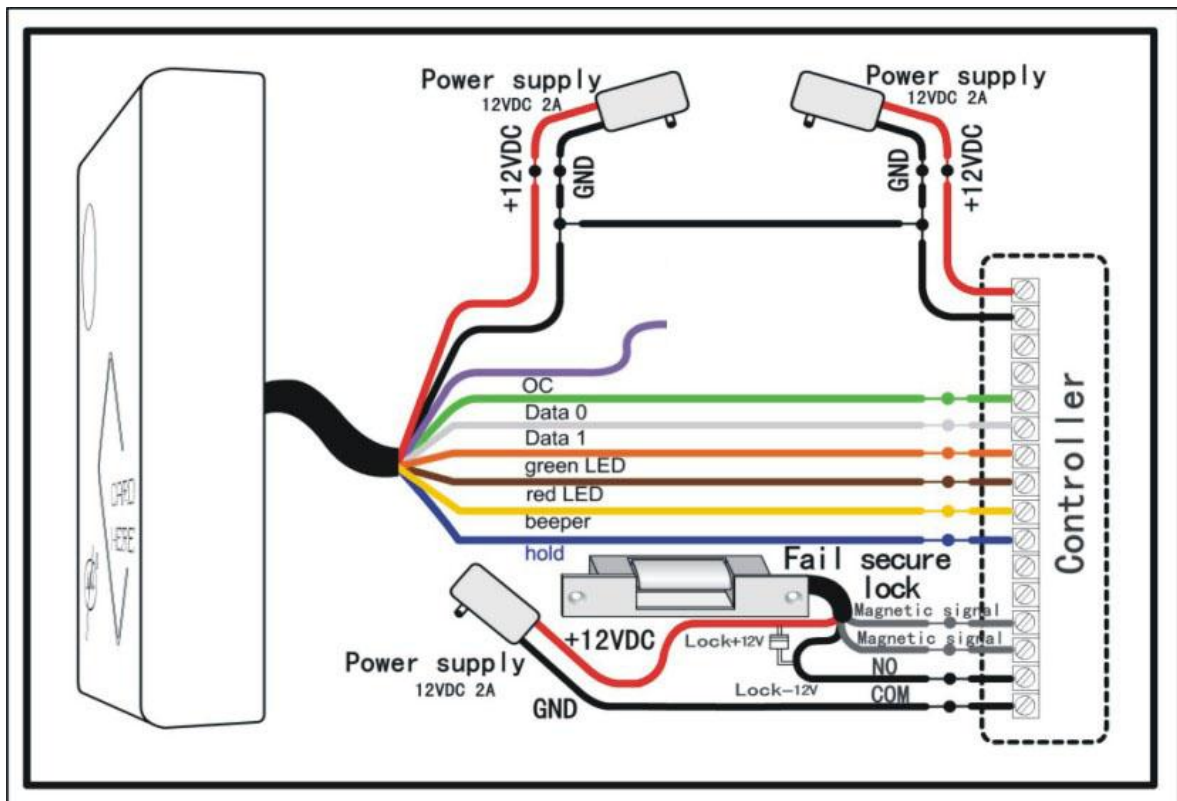 Power supply
12VDC 2A
+12VDC
GND
Power supply
12VDC 2A
GND
+12VDC
OC
Data 0
Data 1
green LED
red LED
beeper
hold
Controller
CARD
HERE
Fail secure
lock
Magnetic signal
Magnetic signal
+12VDC
Lock+12V
Lock-12V
NO
COM
Power supply
12VDC 2A
GND